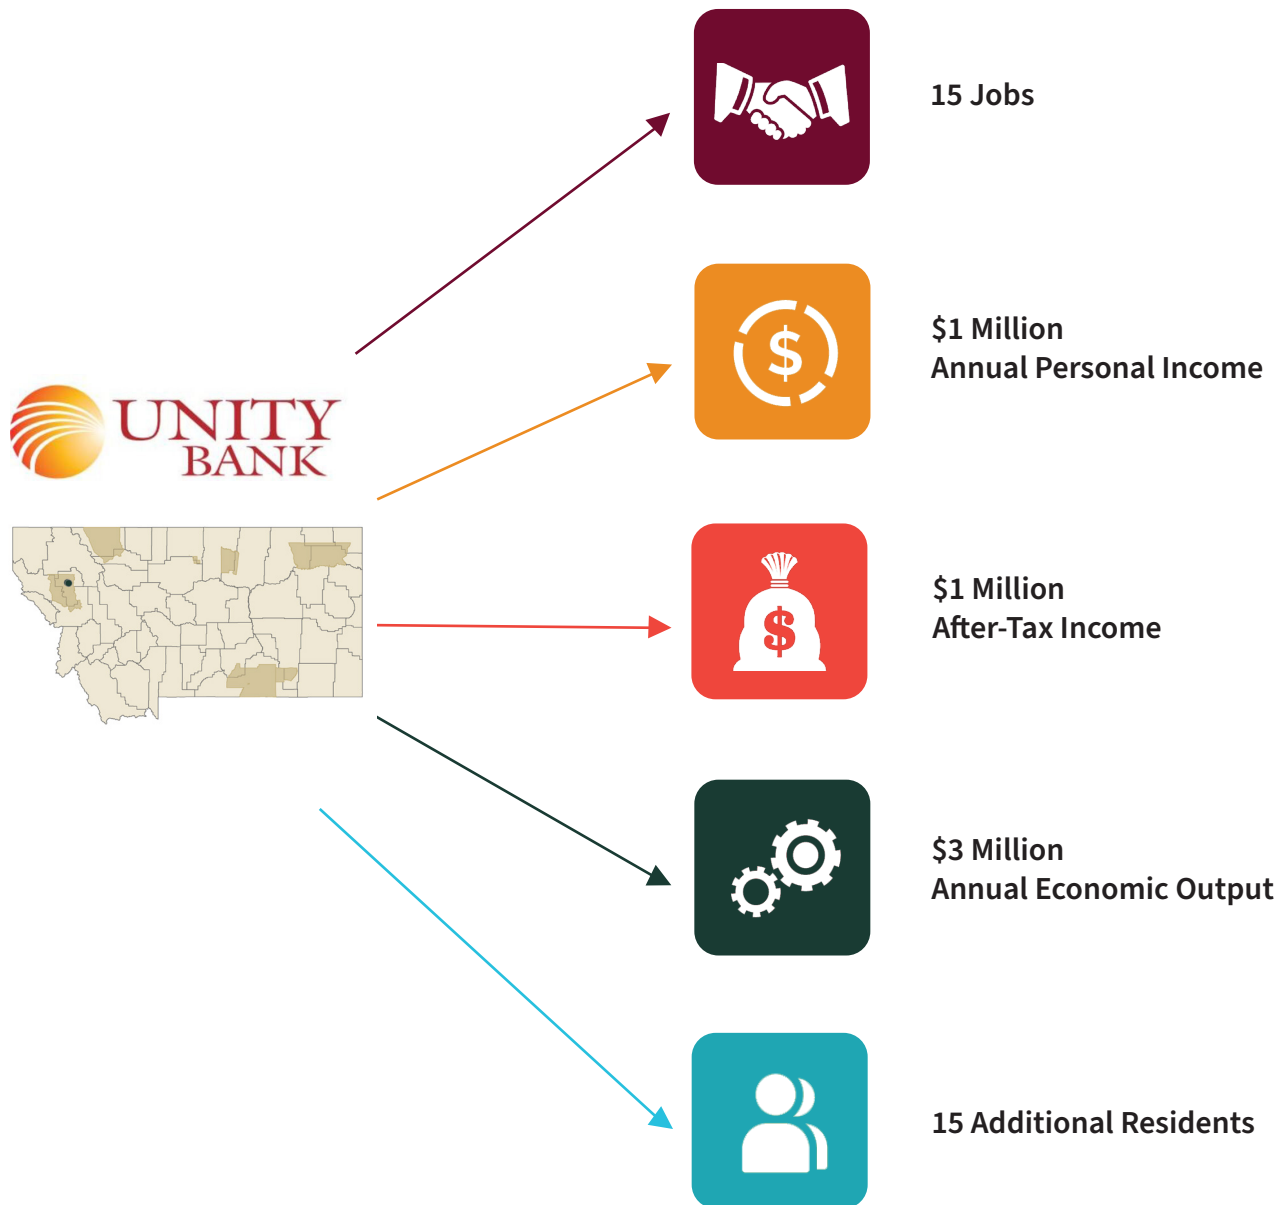 15 Jobs
$1 Million
Annual Personal Income
UNITY
BANK
$1 Million
After-Tax Income
$3 Million
Annual Economic Output
15 Additional Residents